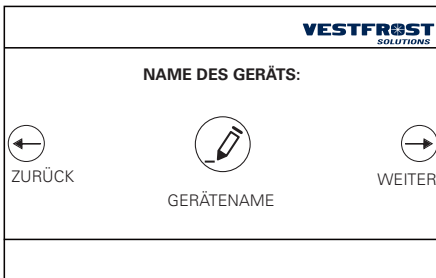 VESTFROST
SOLUTIONS
NAME DES GERÄTS:
ZURÜCK
GERÄTENAME
WEITER